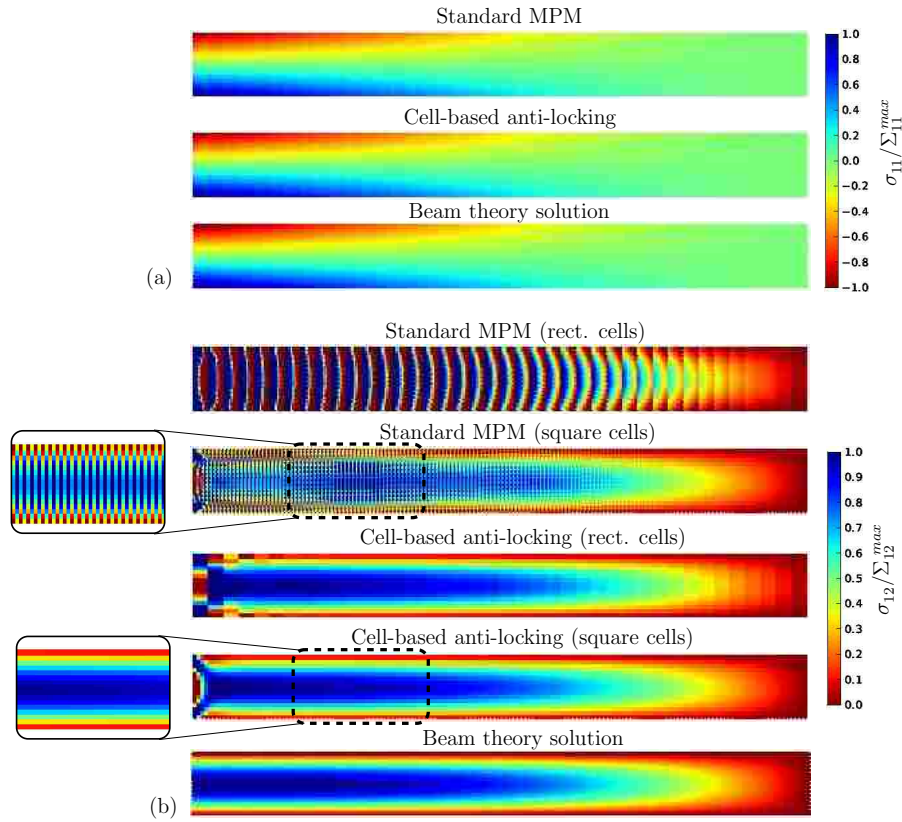 Standard MPM
Cell-based anti-locking
Beam theory solution
(a)
1.0
0.8
0.6
0.4
0.2
0.0
−0.2
−0.4
−0.6
−0.8
−1.0
σ₁₁/Σ₁₁ᵐᵃˣ
Standard MPM (rect. cells)
Standard MPM (square cells)
Cell-based anti-locking (rect. cells)
Cell-based anti-locking (square cells)
Beam theory solution
(b)
1.0
0.9
0.8
0.7
0.6
0.5
0.4
0.3
0.2
0.1
0.0
σ₁₂/Σ₁₂ᵐᵃˣ